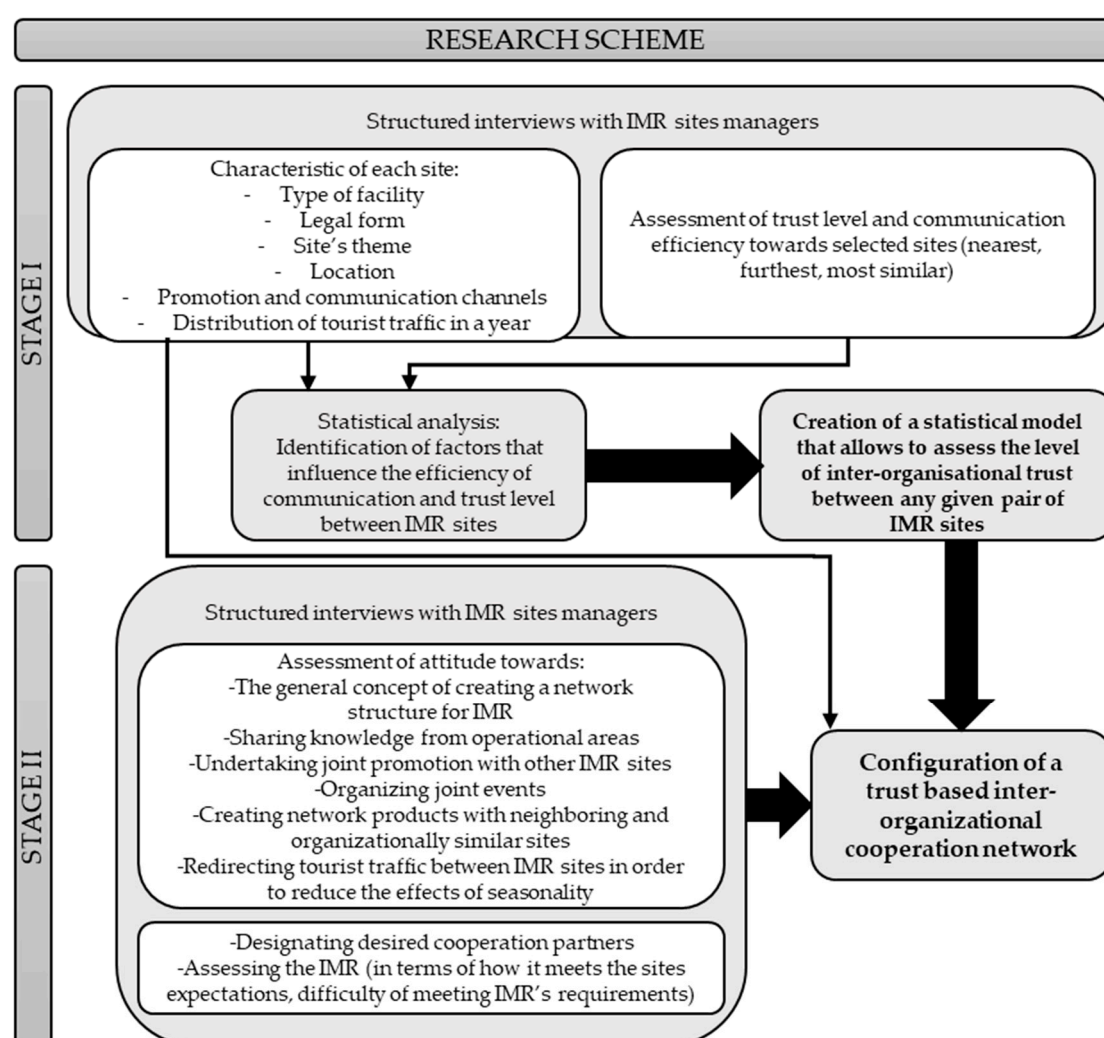 RESEARCH SCHEME
STAGE I
Structured interviews with IMR sites managers
Characteristic of each site:
- Type of facility
- Legal form
- Site's theme
- Location
- Promotion and communication channels
- Distribution of tourist traffic in a year
Assessment of trust level and communication
efficiency towards selected sites (nearest,
furthest, most similar)
Statistical analysis:
Identification of factors that
influence the efficiency of
communication and trust level
between IMR sites
Creation of a statistical model
that allows to assess the level
of inter-organisational trust
between any given pair of
IMR sites
STAGE II
Structured interviews with IMR sites managers
Assessment of attitude towards:
-The general concept of creating a network
structure for IMR
-Sharing knowledge from operational areas
-Undertaking joint promotion with other IMR sites
-Organizing joint events
-Creating network products with neighboring and
organizationally similar sites
-Redirecting tourist traffic between IMR sites in order
to reduce the effects of seasonality
-Designating desired cooperation partners
-Assessing the IMR (in terms of how it meets the sites
expectations, difficulty of meeting IMR's requirements)
Configuration of a
trust based inter-
organizational
cooperation network